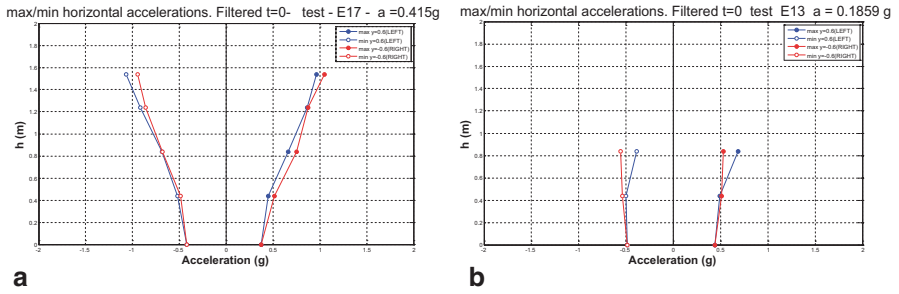 max/min horizontal accelerations. Filtered t=0- test - E17 - a =0.415g
max y=0.6(LEFT)
min y=0.6(LEFT)
max y=-0.6(RIGHT)
min y=-0.6(RIGHT)
2
1.8
1.6
1.4
1.2
1
0.8
0.6
0.4
0.2
0
h (m)
-2 -1.5 -1 -0.5 0 0.5 1 1.5 2
Acceleration (g)
a
max/min horizontal accelerations. Filtered t=0 test E13 a = 0.1859 g
max y=0.6(LEFT)
min y=0.6(LEFT)
max y=-0.6(RIGHT)
min y=-0.6(RIGHT)
2
1.8
1.6
1.4
1.2
1
0.8
0.6
0.4
0.2
0
h (m)
-2 -1.5 -1 -0.5 0 0.5 1 1.5 2
Acceleration (g)
b